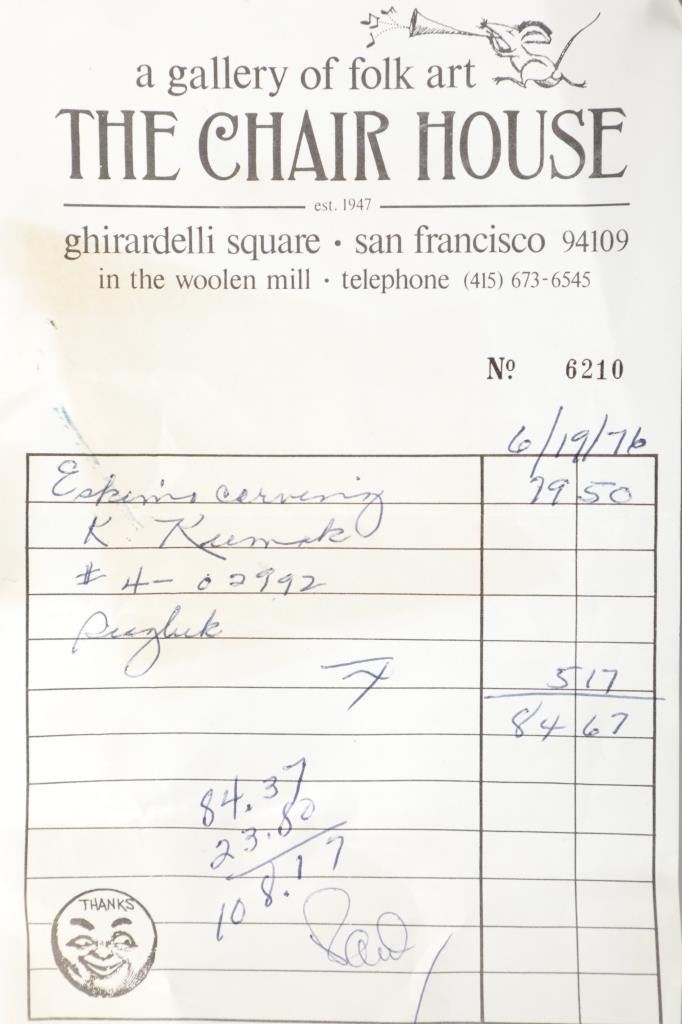 a gallery of folk art
THE CHAIR HOUSE
est. 1947
ghirardelli square · san francisco 94109
in the woolen mill · telephone (415) 673-6545
Nº 6210
6/19/76
Eskimo carving 79 50
K.
# 4- 02992
5 17
84 67
84.37
23.80
108.17
Paid
THANKS